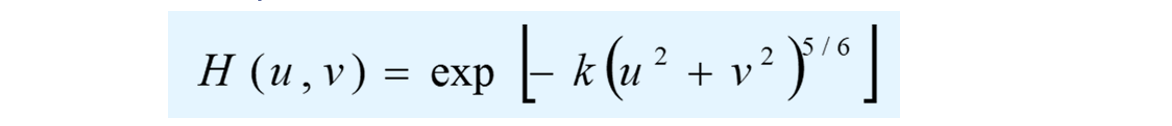 H (u, v) = exp ⌊− k(u² + v²)^{5/6}⌋